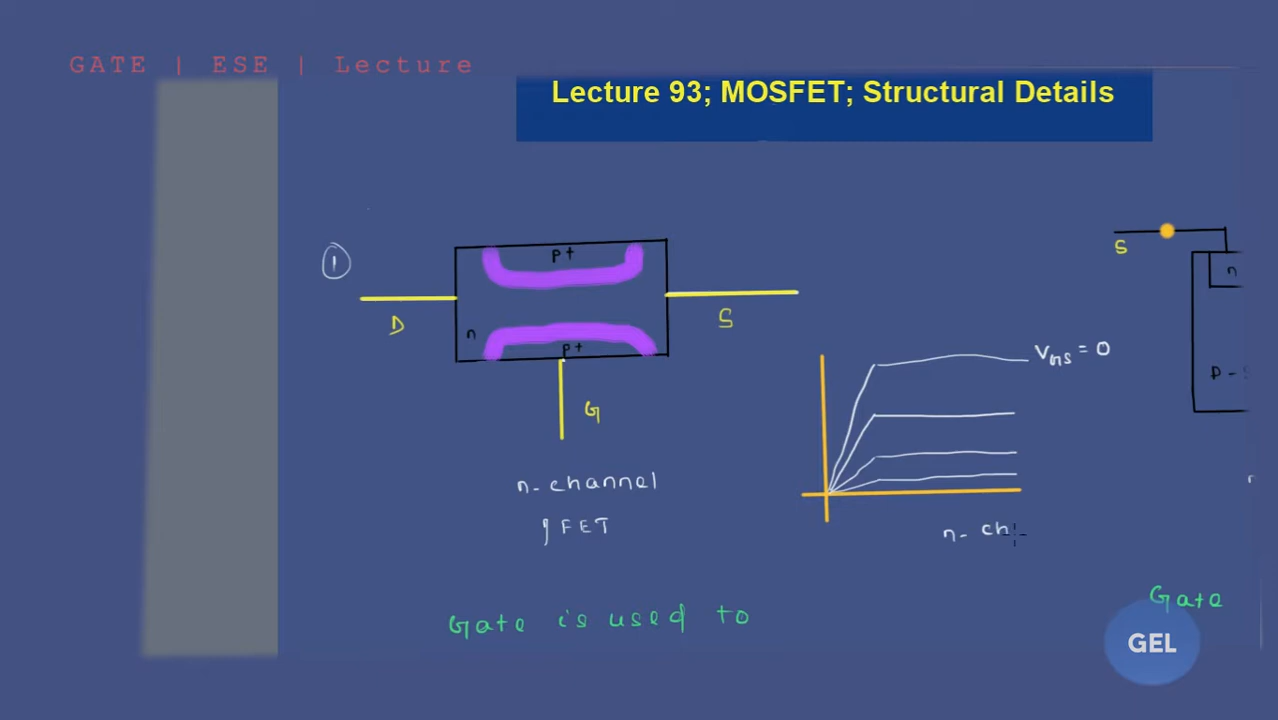 GATE | ESE | Lecture
Lecture 93; MOSFET; Structural Details
1
p+
S
n
n
D
S
p+
VGS = 0
P -
G
n- channel
JFET
n- ch
Gate is used to
Gate
GEL